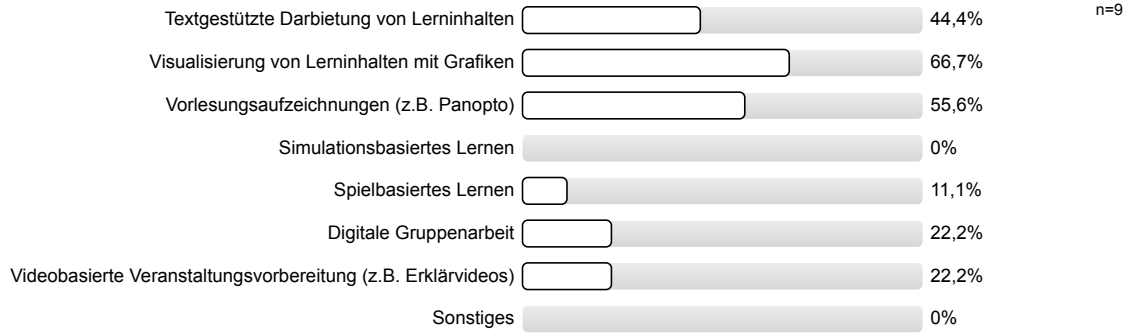 Textgestützte Darbietung von Lerninhalten 44,4% n=9
Visualisierung von Lerninhalten mit Grafiken 66,7%
Vorlesungsaufzeichnungen (z.B. Panopto) 55,6%
Simulationsbasiertes Lernen 0%
Spielbasiertes Lernen 11,1%
Digitale Gruppenarbeit 22,2%
Videobasierte Veranstaltungsvorbereitung (z.B. Erklärvideos) 22,2%
Sonstiges 0%